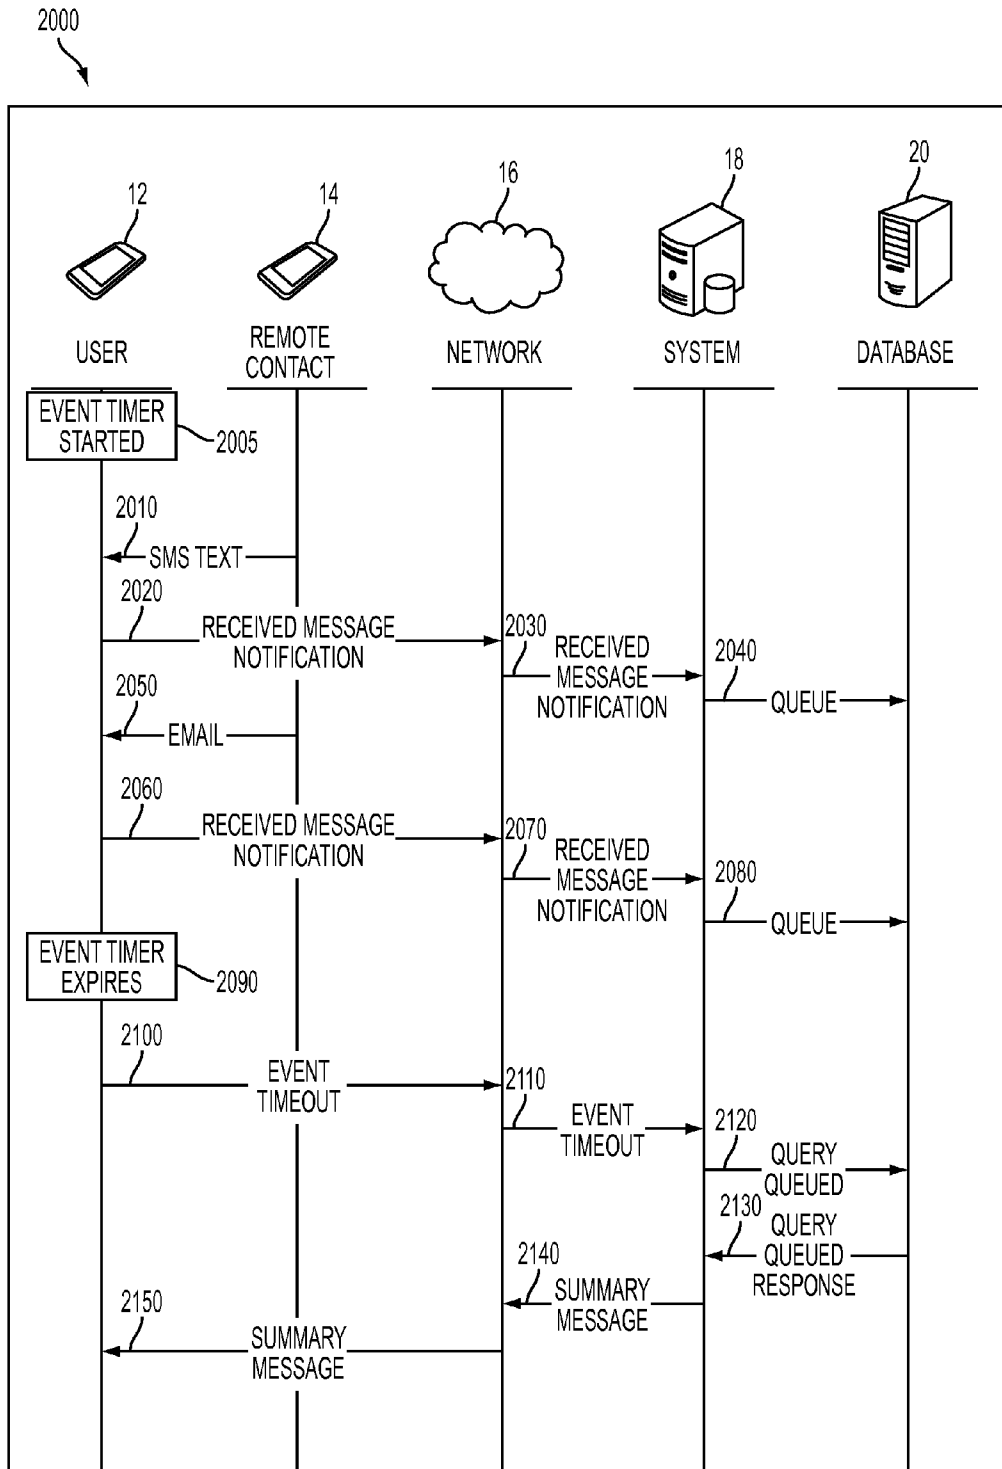 2000
12
14
16
18
20
USER
REMOTE
CONTACT
NETWORK
SYSTEM
DATABASE
EVENT TIMER
STARTED
2005
2010
SMS TEXT
2020
RECEIVED MESSAGE
NOTIFICATION
2030
RECEIVED
MESSAGE
NOTIFICATION
2040
QUEUE
2050
EMAIL
2060
RECEIVED MESSAGE
NOTIFICATION
2070
RECEIVED
MESSAGE
NOTIFICATION
2080
QUEUE
EVENT TIMER
EXPIRES
2090
2100
EVENT
TIMEOUT
2110
EVENT
TIMEOUT
2120
QUERY
QUEUED
2130
QUERY
QUEUED
RESPONSE
2140
SUMMARY
MESSAGE
2150
SUMMARY
MESSAGE